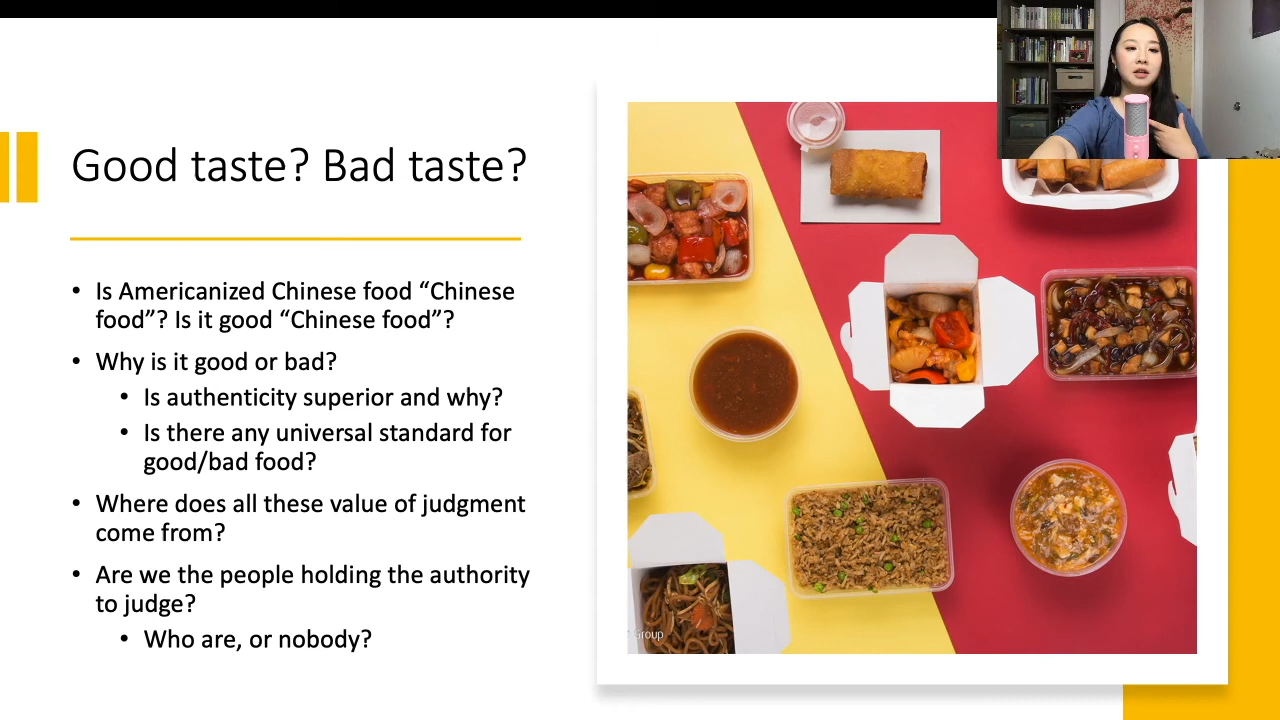 Good taste? Bad taste?
• Is Americanized Chinese food “Chinese
food”? Is it good “Chinese food”?
• Why is it good or bad?
• Is authenticity superior and why?
• Is there any universal standard for
good/bad food?
• Where does all these value of judgment
come from?
• Are we the people holding the authority
to judge?
• Who are, or nobody?
Group